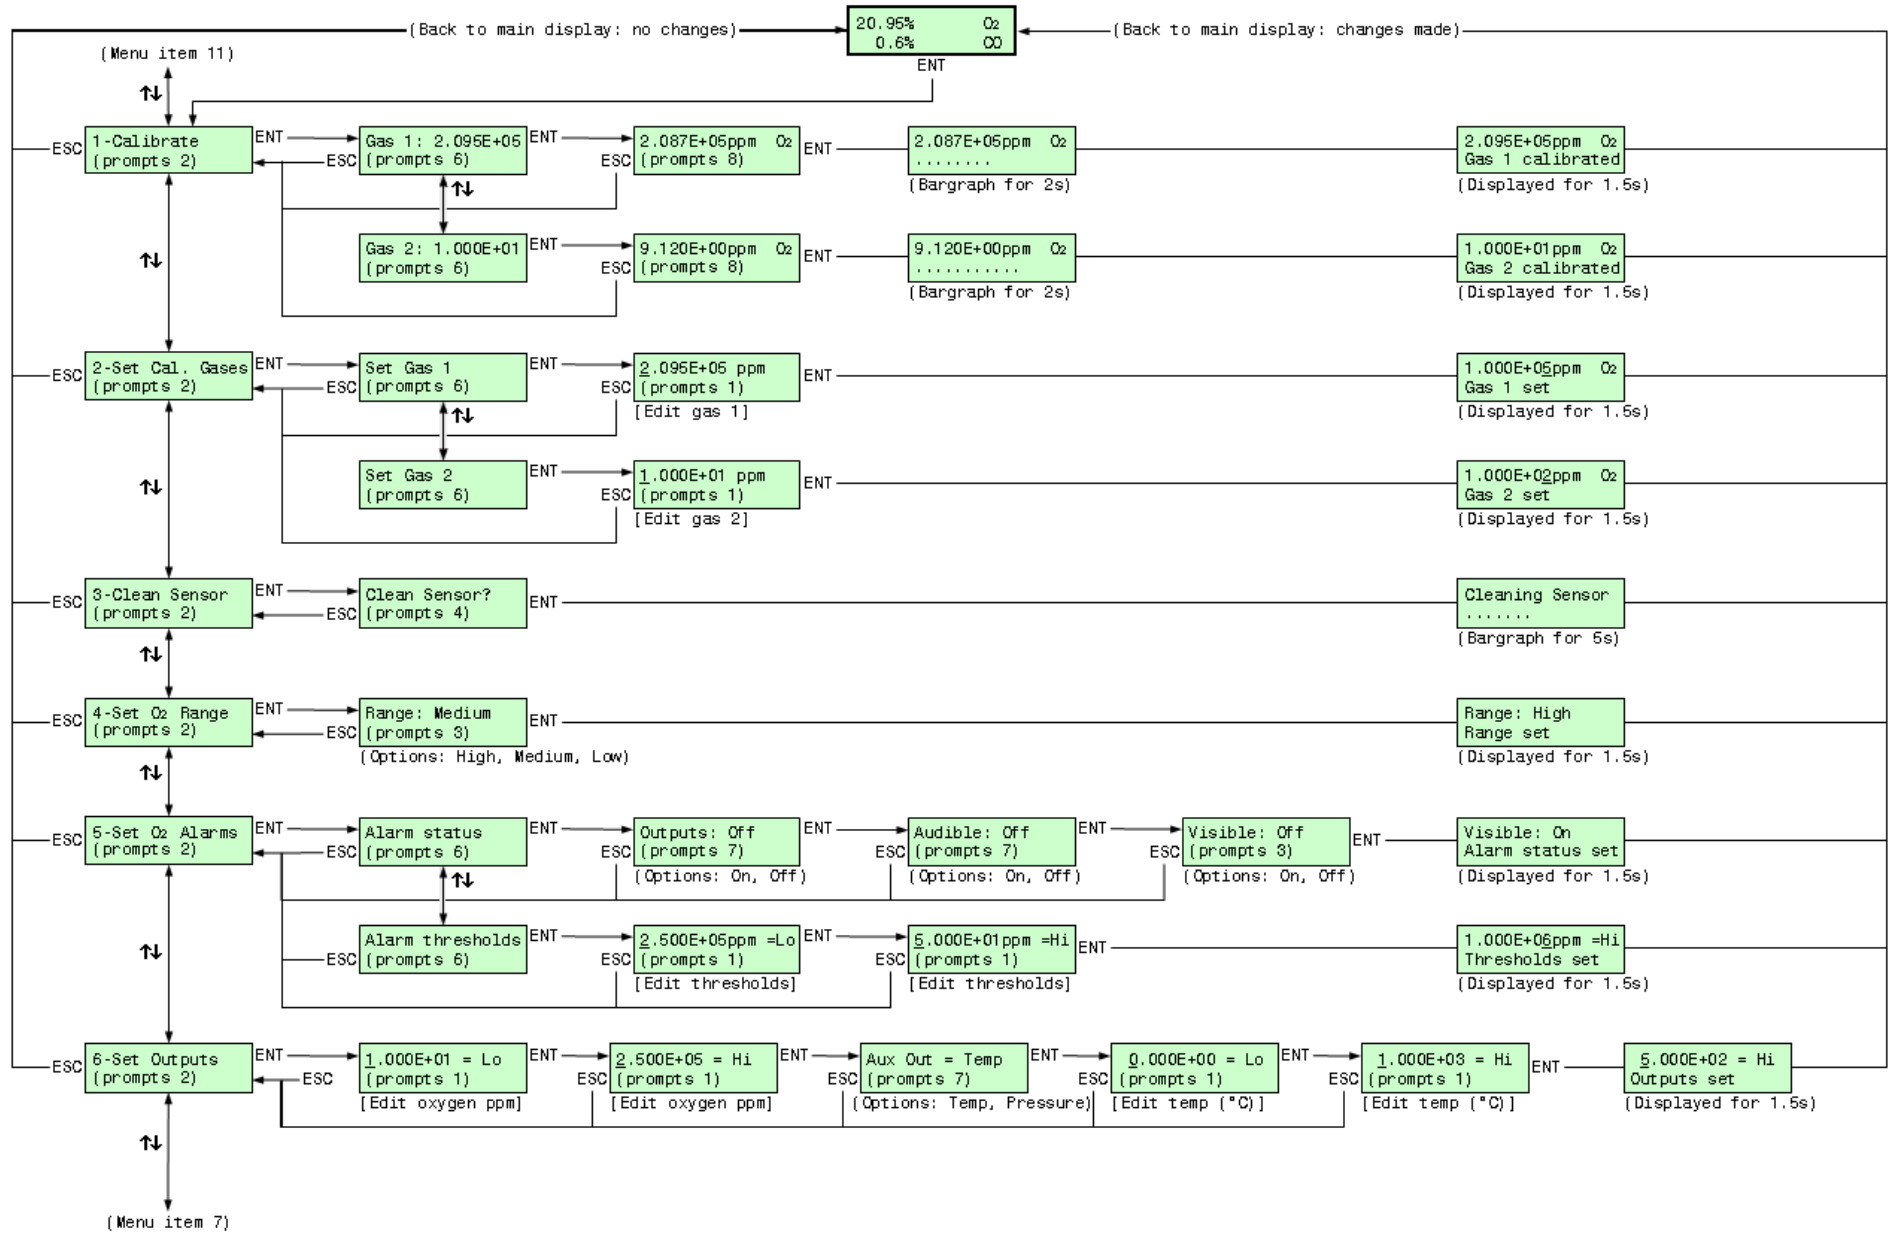 (Back to main display: no changes)
20.95% O₂
0.6% CO
(Back to main display: changes made)
(Menu item 11)
ENT
↑↓
ESC
1-Calibrate
(prompts 2)
ENT
ESC
Gas 1: 2.095E+05
(prompts 6)
ENT
ESC
2.087E+05ppm O₂
(prompts 8)
ENT
2.087E+05ppm O₂
........
(Bargraph for 2s)
2.095E+05ppm O₂
Gas 1 calibrated
(Displayed for 1.5s)
↑↓
↑↓
Gas 2: 1.000E+01
(prompts 6)
ENT
ESC
9.120E+00ppm O₂
(prompts 8)
ENT
9.120E+00ppm O₂
...........
(Bargraph for 2s)
1.000E+01ppm O₂
Gas 2 calibrated
(Displayed for 1.5s)
ESC
2-Set Cal. Gases
(prompts 2)
ENT
ESC
Set Gas 1
(prompts 6)
ENT
ESC
2.095E+05 ppm
(prompts 1)
[Edit gas 1]
ENT
1.000E+05ppm O₂
Gas 1 set
(Displayed for 1.5s)
↑↓
↑↓
Set Gas 2
(prompts 6)
ENT
ESC
1.000E+01 ppm
(prompts 1)
[Edit gas 2]
ENT
1.000E+02ppm O₂
Gas 2 set
(Displayed for 1.5s)
ESC
3-Clean Sensor
(prompts 2)
ENT
ESC
Clean Sensor?
(prompts 4)
ENT
Cleaning Sensor
.......
(Bargraph for 5s)
↑↓
ESC
4-Set O₂ Range
(prompts 2)
ENT
ESC
Range: Medium
(prompts 3)
(Options: High, Medium, Low)
ENT
Range: High
Range set
(Displayed for 1.5s)
↑↓
ESC
5-Set O₂ Alarms
(prompts 2)
ENT
ESC
Alarm status
(prompts 6)
ENT
ESC
Outputs: Off
(prompts 7)
(Options: On, Off)
ENT
ESC
Audible: Off
(prompts 7)
(Options: On, Off)
ENT
ESC
Visible: Off
(prompts 3)
(Options: On, Off)
ENT
Visible: On
Alarm status set
(Displayed for 1.5s)
↑↓
↑↓
ESC
Alarm thresholds
(prompts 6)
ENT
ESC
2.500E+05ppm =Lo
(prompts 1)
[Edit thresholds]
ENT
ESC
5.000E+01ppm =Hi
(prompts 1)
[Edit thresholds]
ENT
1.000E+06ppm =Hi
Thresholds set
(Displayed for 1.5s)
ESC
6-Set Outputs
(prompts 2)
ENT
ESC
1.000E+01 = Lo
(prompts 1)
[Edit oxygen ppm]
ENT
ESC
2.500E+05 = Hi
(prompts 1)
[Edit oxygen ppm]
ENT
ESC
Aux Out = Temp
(prompts 7)
(Options: Temp, Pressure)
ENT
ESC
0.000E+00 = Lo
(prompts 1)
[Edit temp (°C)]
ENT
ESC
1.000E+03 = Hi
(prompts 1)
[Edit temp (°C)]
ENT
5.000E+02 = Hi
Outputs set
(Displayed for 1.5s)
↑↓
(Menu item 7)